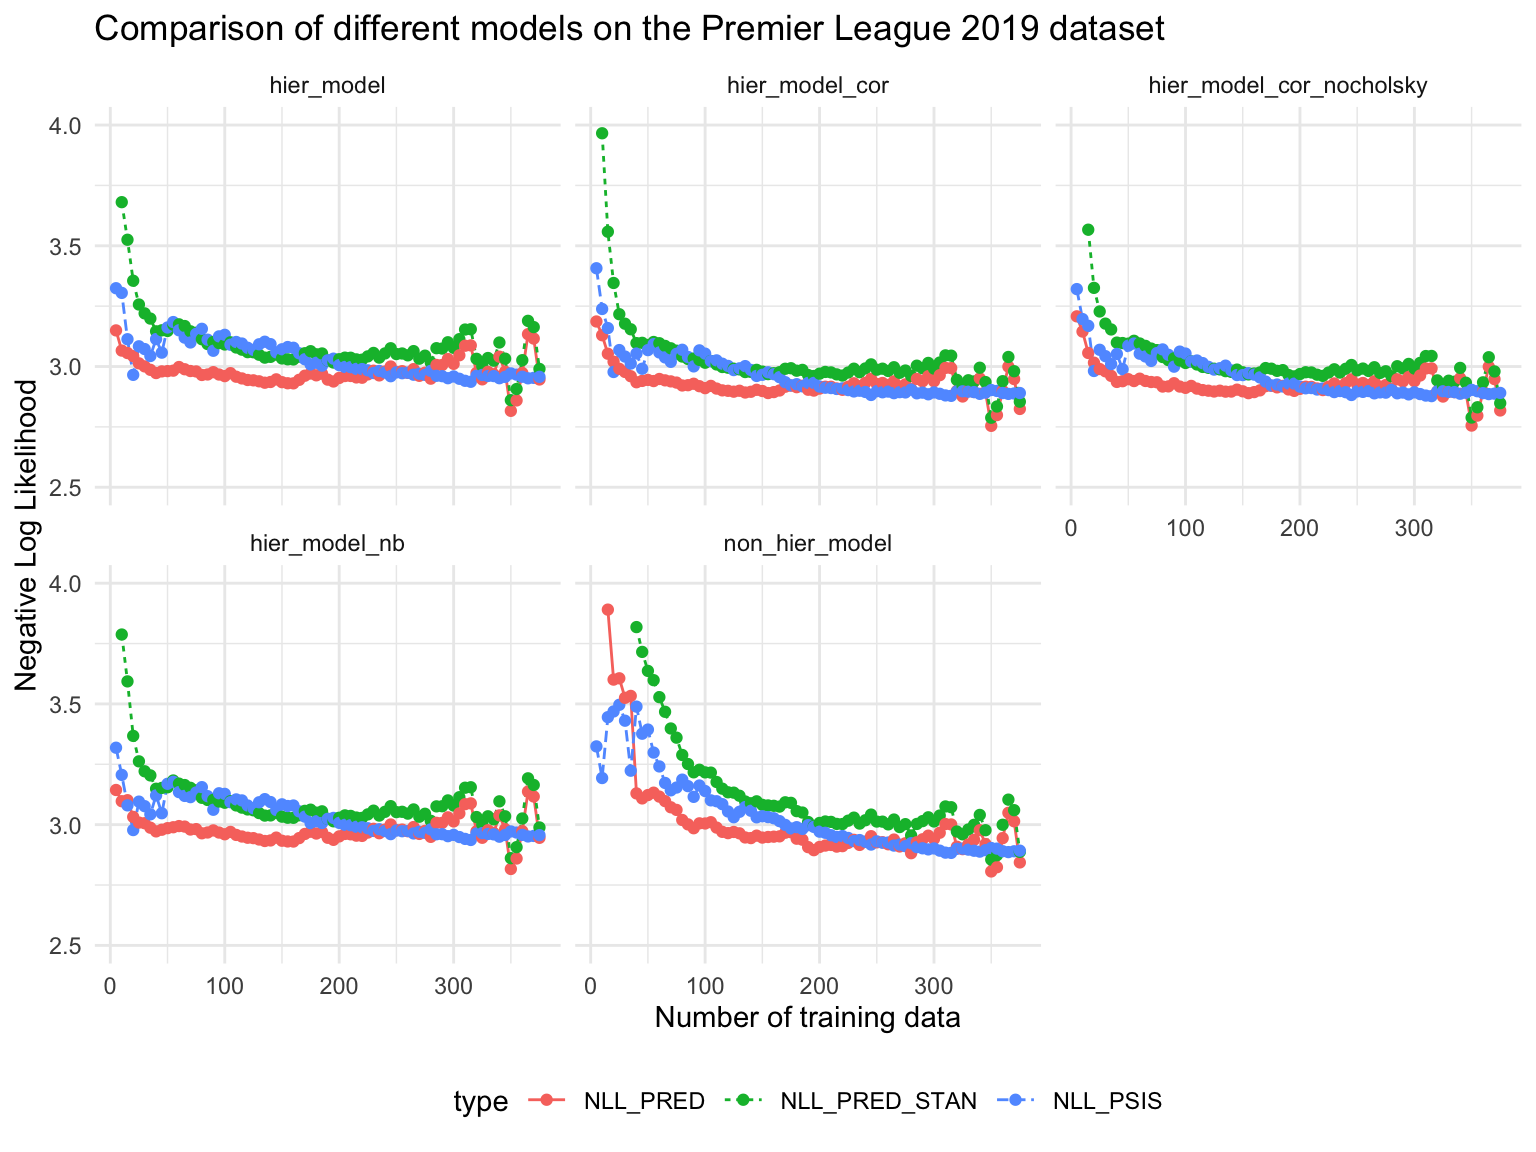 Comparison of different models on the Premier League 2019 dataset
hier_model
hier_model_cor
hier_model_cor_nocholsky
4.0
3.5
3.0
2.5
0 100 200 300
hier_model_nb
non_hier_model
4.0
3.5
3.0
2.5
0 100 200 300
0 100 200 300
Negative Log Likelihood
Number of training data
type NLL_PRED NLL_PRED_STAN NLL_PSIS